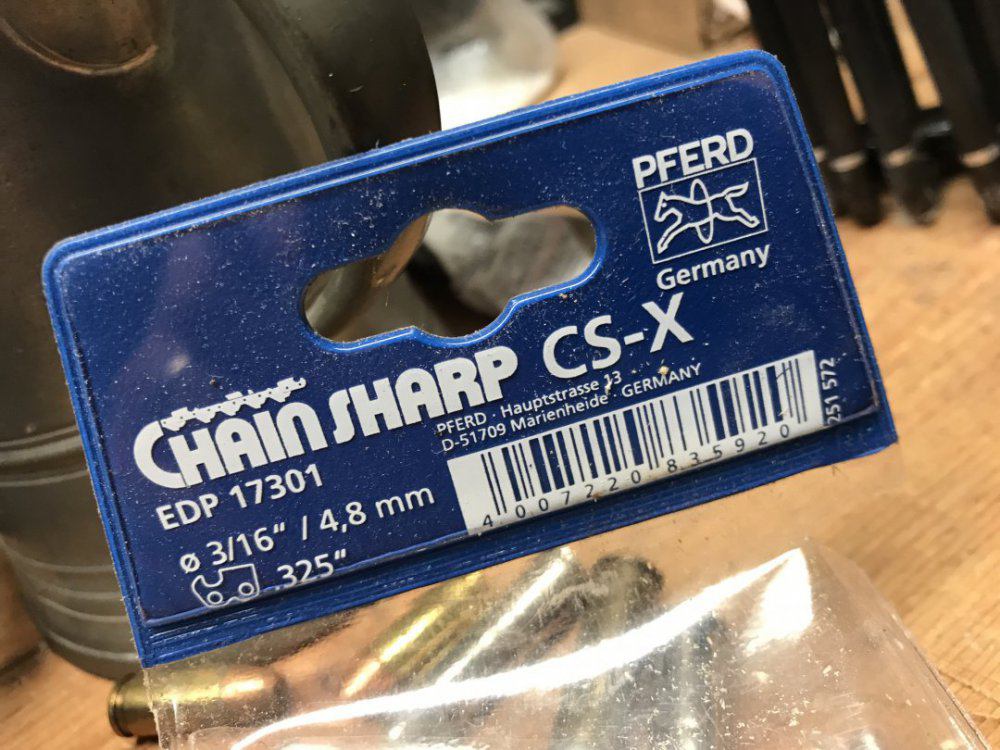 PFERD
Germany
CHAIN SHARP CS-X
PFERD · Hauptstrasse 13
D-51709 Marienheide · GERMANY
EDP 17301
ø 3/16“ / 4,8 mm
.325“
4 007220 835920
251 572